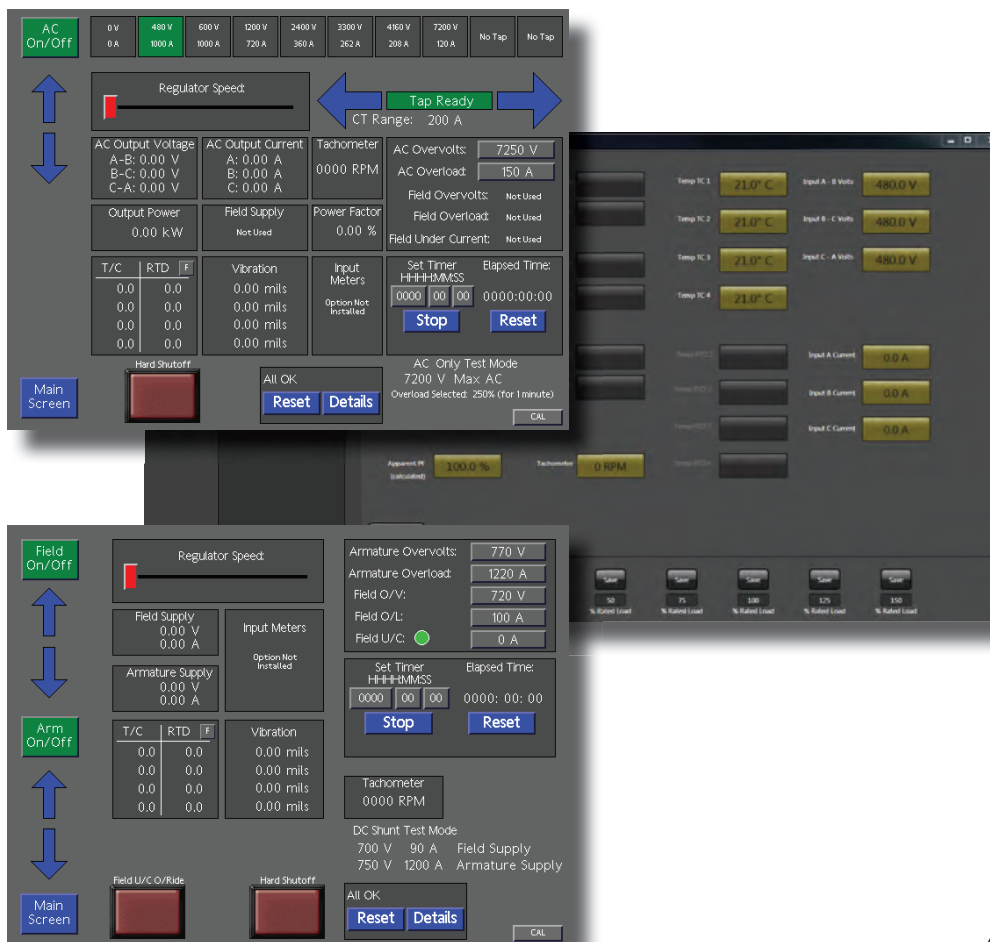 AC
On/Off
0 V 480 V 600 V 1200 V 2400 V 3300 V 4160 V 7200 V No Tap No Tap
0 A 1000 A 1000 A 720 A 360 A 262 A 208 A 120 A
Regulator Speed:
Tap Ready
CT Range: 200 A
AC Output Voltage
A-B: 0.00 V
B-C: 0.00 V
C-A: 0.00 V
AC Output Current
A: 0.00 A
B: 0.00 A
C: 0.00 A
Tachometer
0000 RPM
AC Overvolts: 7250 V
AC Overload: 150 A
Field Overvolts: Not Used
Field Overload: Not Used
Field Under Current: Not Used
Output Power
0.00 kW
Field Supply
Not Used
Power Factor
0.00 %
T/C RTD F
0.0 0.0
0.0 0.0
0.0 0.0
0.0 0.0
Vibration
0.00 mils
0.00 mils
0.00 mils
0.00 mils
Input
Meters
Option Not
Installed
Set Timer
HHHH:MM:SS
0000 00 00
Stop
Elapsed Time:
0000:00:00
Reset
Main
Screen
Hard Shutoff
All OK
Reset Details
AC Only Test Mode
7200 V Max AC
Overload Selected: 250% (for 1 minute)
CAL
Temp TC 1 21.0° C Input A - B Volts 480.0 V
Temp TC 2 21.0° C Input B - C Volts 480.0 V
Temp TC 3 21.0° C Input C - A Volts 480.0 V
Temp TC 4 21.0° C
Input A Current 0.0 A
Input B Current 0.0 A
Input C Current 0.0 A
Apparent PF 100.0 % Tachometer 0 RPM
(calculated)
Save Save Save Save Save
50 75 100 125 150
% Rated Load % Rated Load % Rated Load % Rated Load % Rated Load
Field
On/Off
Regulator Speed:
Armature Overvolts: 770 V
Armature Overload: 1220 A
Field O/V: 720 V
Field O/L: 100 A
Field U/C: 0 A
Field Supply
0.00 V
0.00 A
Input Meters
Option Not
Installed
Armature Supply
0.00 V
0.00 A
Set Timer
HHHH:MM:SS
0000 00 00
Stop
Elapsed Time:
0000: 00: 00
Reset
Arm
On/Off
T/C RTD F
0.0 0.0
0.0 0.0
0.0 0.0
0.0 0.0
Vibration
0.00 mils
0.00 mils
0.00 mils
0.00 mils
Tachometer
0000 RPM
DC Shunt Test Mode
700 V 90 A Field Supply
750 V 1200 A Armature Supply
Main
Screen
Field U/C O/Ride
Hard Shutoff
All OK
Reset Details
CAL